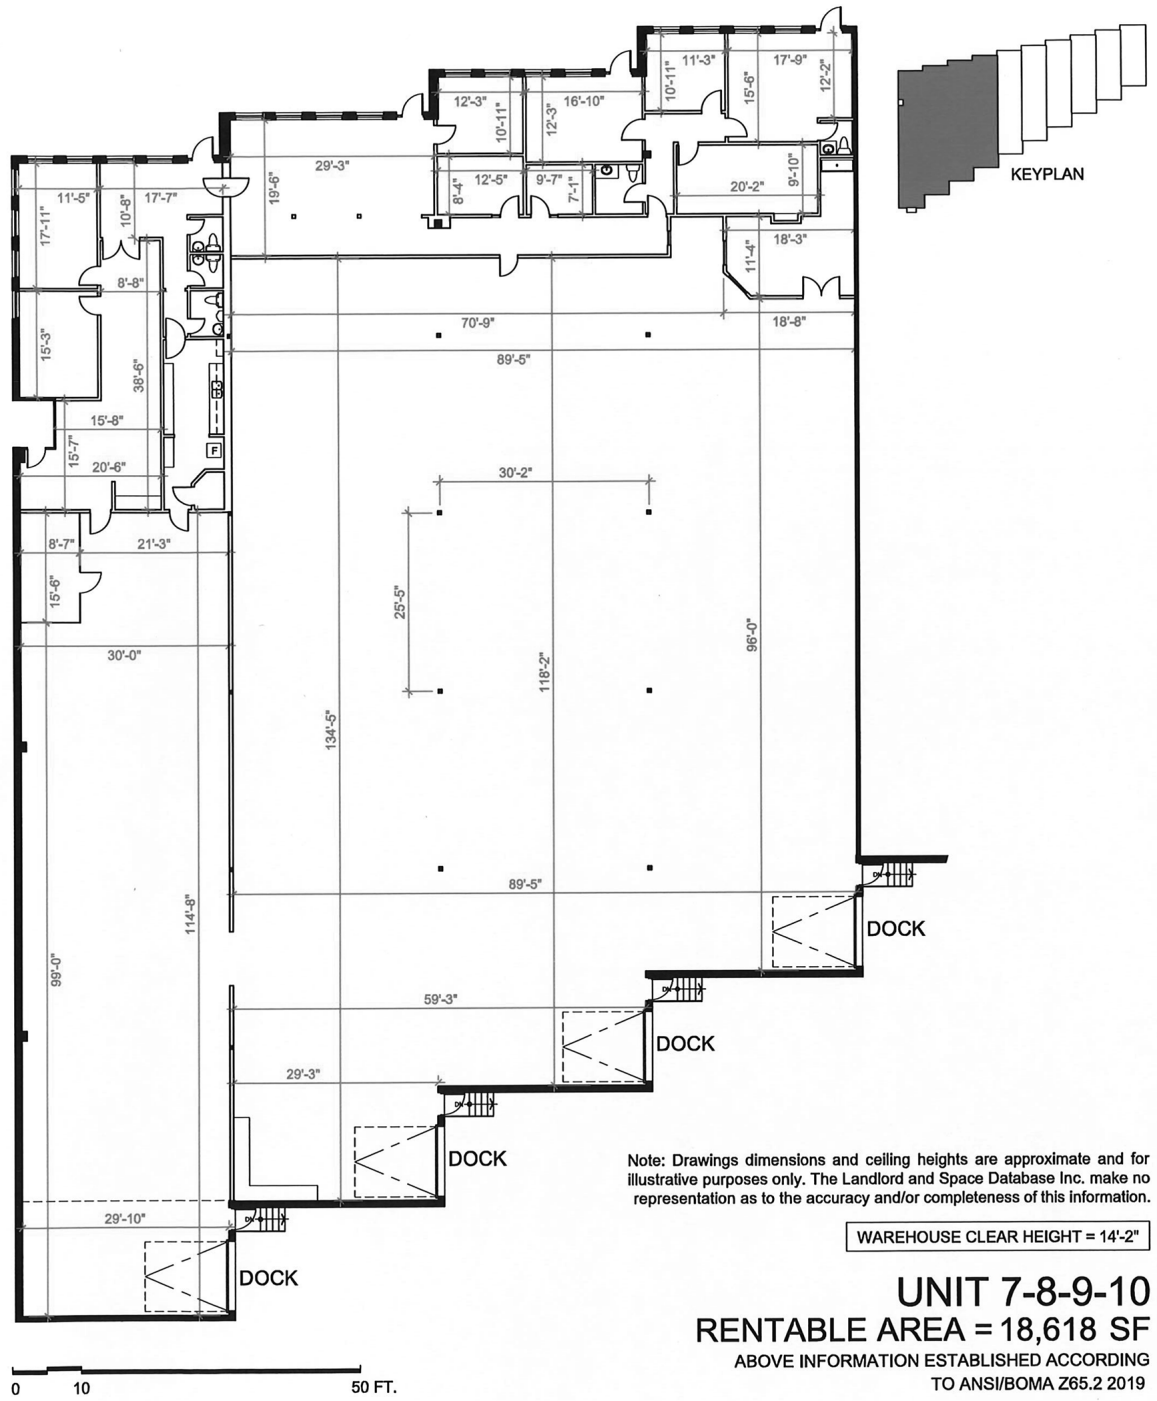 11'-3"
17'-9"
10'-11"
15'-6"
12'-2"
12'-3"
16'-10"
10'-11"
12'-3"
KEYPLAN
29'-3"
19'-6"
12'-5"
8'-4"
9'-7"
7'-1"
20'-2"
9'-10"
11'-5"
17'-7"
17'-11"
10'-8"
18'-3"
11'-4"
8'-8"
70'-9"
18'-8"
15'-3"
38'-6"
89'-5"
15'-8"
15'-7"
F
20'-6"
30'-2"
8'-7"
21'-3"
15'-6"
25'-5"
30'-0"
118'-2"
96'-0"
134'-5"
89'-5"
DN
DOCK
114'-8"
99'-0"
59'-3"
DN
DOCK
29'-3"
DN
DOCK
29'-10"
DN
DOCK
Note: Drawings dimensions and ceiling heights are approximate and for
illustrative purposes only. The Landlord and Space Database Inc. make no
representation as to the accuracy and/or completeness of this information.
WAREHOUSE CLEAR HEIGHT = 14'-2"
UNIT 7-8-9-10
RENTABLE AREA = 18,618 SF
ABOVE INFORMATION ESTABLISHED ACCORDING
TO ANSI/BOMA Z65.2 2019
0 10 50 FT.